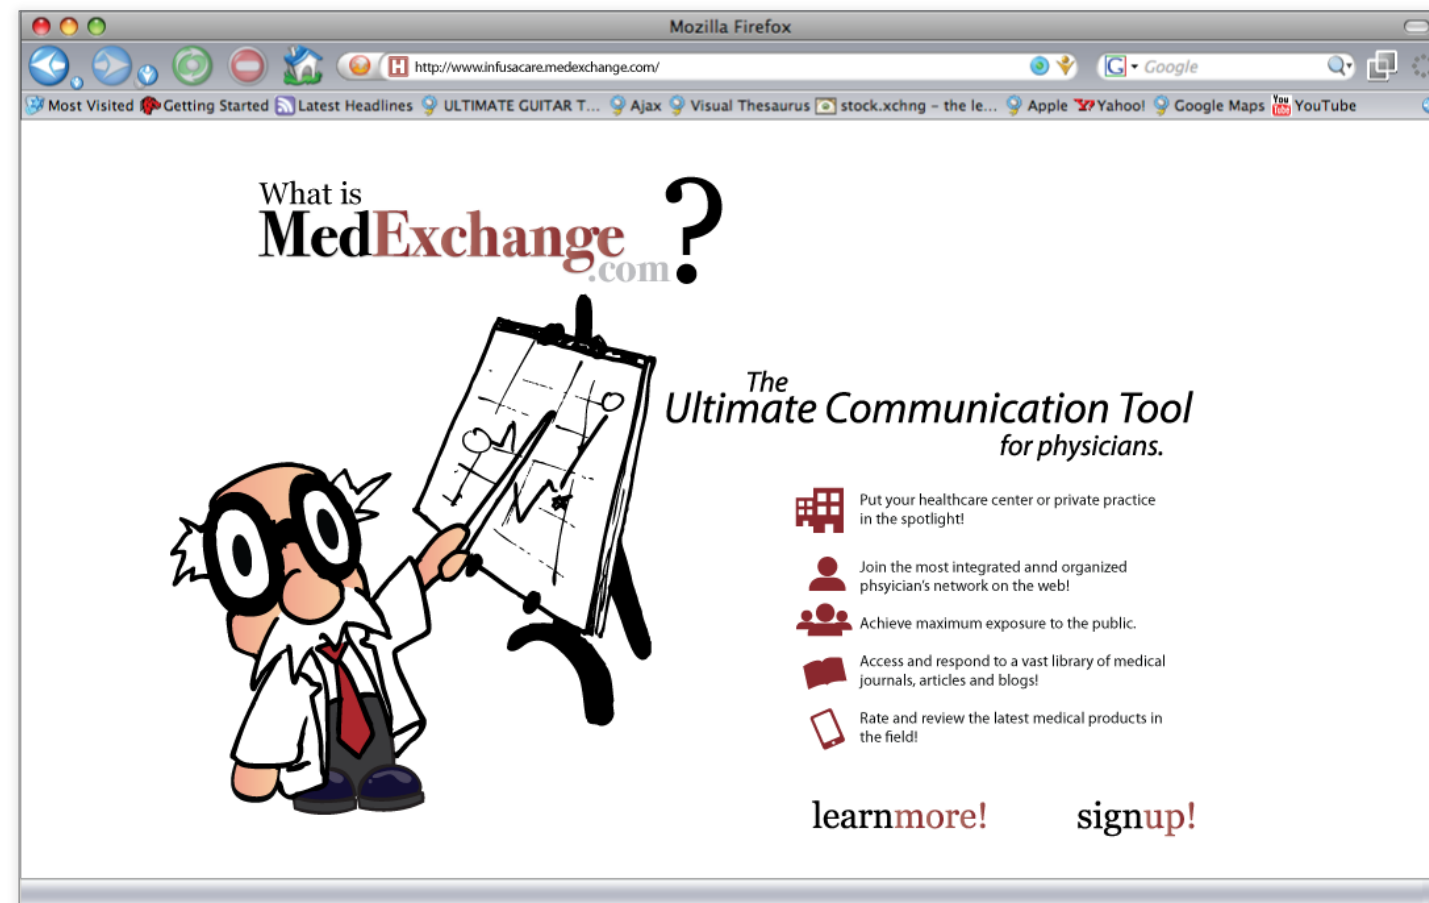 Mozilla Firefox
http://www.infusacare.medexchange.com/
G Google
Most Visited Getting Started Latest Headlines ULTIMATE GUITAR T... Ajax Visual Thesaurus stock.xchng – the le... Apple Yahoo! Google Maps You Tube YouTube
What is
MedExchange
.com?
The
Ultimate Communication Tool
for physicians.
Put your healthcare center or private practice
in the spotlight!
Join the most integrated annd organized
phsyician's network on the web!
Achieve maximum exposure to the public.
Access and respond to a vast library of medical
journals, articles and blogs!
Rate and review the latest medical products in
the field!
learnmore! signup!